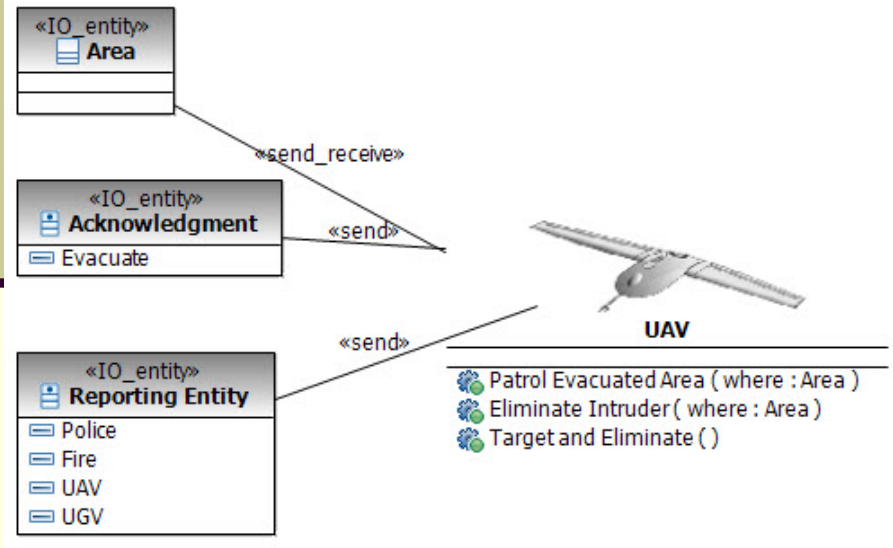 «IO_entity»
Area
«send_receive»
«IO_entity»
Acknowledgment
Evacuate
«send»
«send»
«IO_entity»
Reporting Entity
Police
Fire
UAV
UGV
UAV
Patrol Evacuated Area ( where : Area )
Eliminate Intruder ( where : Area )
Target and Eliminate ( )